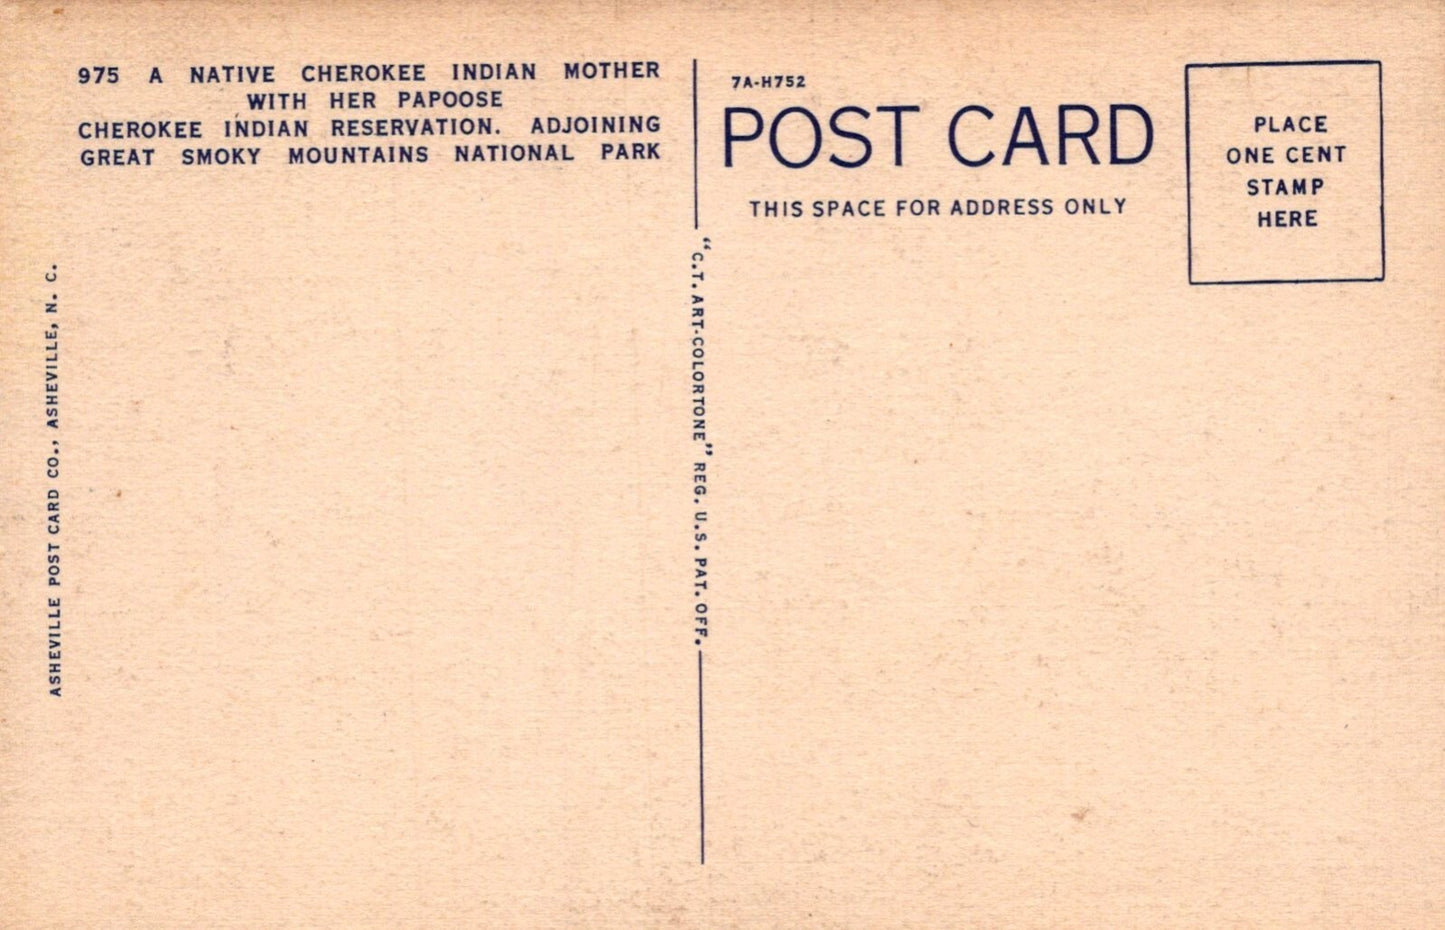 975 A NATIVE CHEROKEE INDIAN MOTHER
WITH HER PAPOOSE
CHEROKEE INDIAN RESERVATION. ADJOINING
GREAT SMOKY MOUNTAINS NATIONAL PARK
ASHEVILLE POST CARD CO., ASHEVILLE, N. C.
"C.T. ART-COLORTONE" REG. U.S. PAT. OFF.
7A-H752
POST CARD
THIS SPACE FOR ADDRESS ONLY
PLACE
ONE CENT
STAMP
HERE